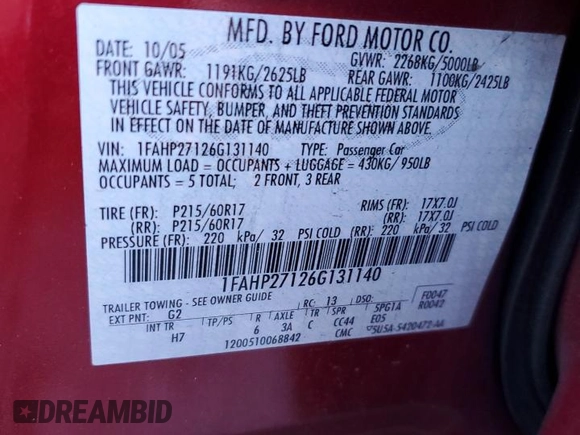 MFD. BY FORD MOTOR CO.
DATE: 10/05 GVWR: 2268KG/5000LB
FRONT GAWR: 1191KG/2625LB REAR GAWR: 1100KG/2425LB
THIS VEHICLE CONFORMS TO ALL APPLICABLE FEDERAL MOTOR
VEHICLE SAFETY, BUMPER, AND THEFT PREVENTION STANDARDS
IN EFFECT ON THE DATE OF MANUFACTURE SHOWN ABOVE.
VIN: 1FAHP27126G131140 TYPE: Passenger Car
MAXIMUM LOAD = OCCUPANTS + LUGGAGE = 430KG/ 950LB
OCCUPANTS = 5 TOTAL; 2 FRONT, 3 REAR
TIRE (FR): P215/60R17 RIMS (FR): 17X7.0J
(RR): P215/60R17 (RR): 17X7.0J
PRESSURE (FR): 220 kPa/ 32 PSI COLD (RR): 220 kPa/ 32 PSI COLD
1FAHP27126G131140
TRAILER TOWING - SEE OWNER GUIDE
EXT PNT: G2 RC: 13 DSO: F0047
INT TR TP/PS R AXLE TR SPR SPG1A R0042
H7 6 3A C CC44 EOS
1200510068842 CMC 5U5A-5420472-AA
DREAMBID